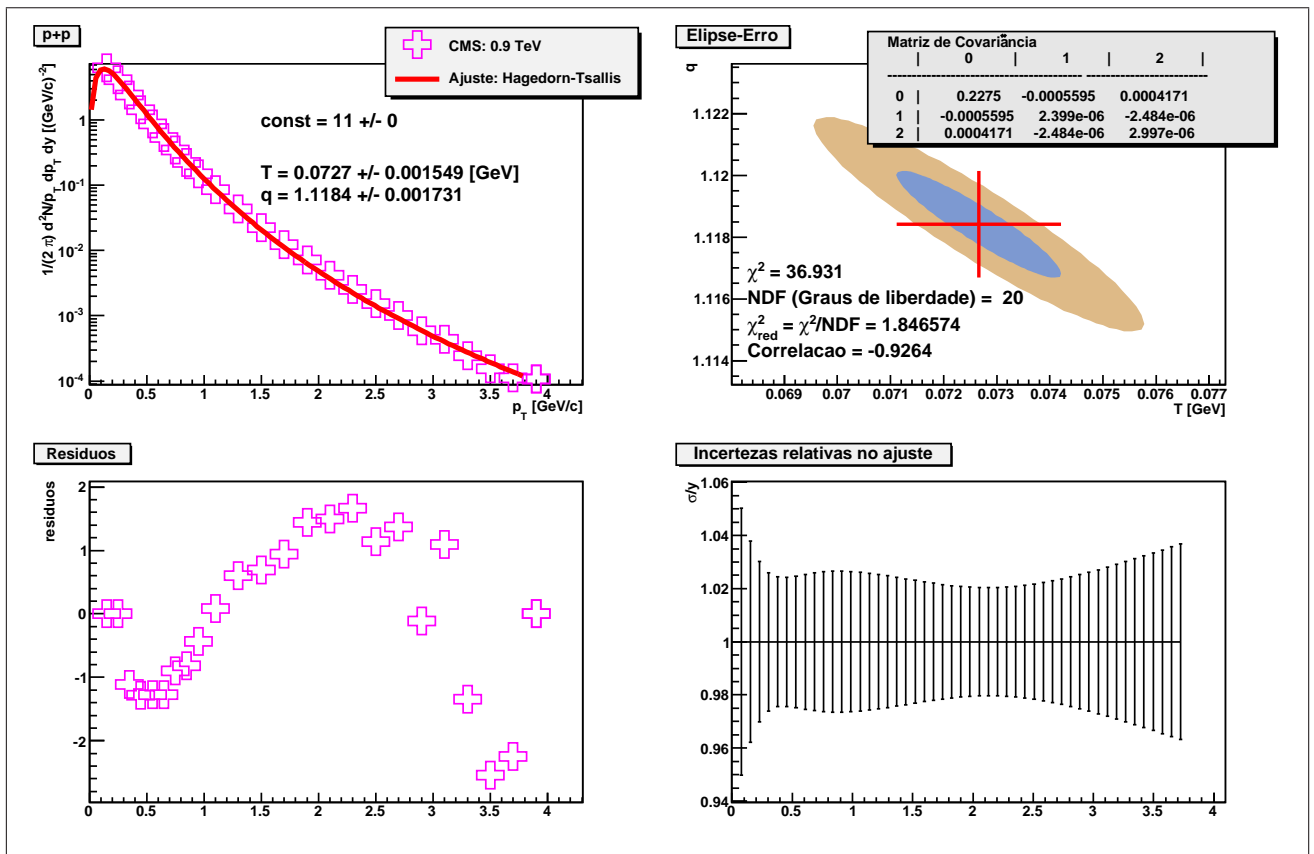 p+p
CMS: 0.9 TeV
Ajuste: Hagedorn-Tsallis
const = 11 +/- 0
T = 0.0727 +/- 0.001549 [GeV]
q = 1.1184 +/- 0.001731
1/(2 π) d²N/p_T dp_T dy [(GeV/c)⁻²]
1
10⁻¹
10⁻²
10⁻³
10⁻⁴
0 0.5 1 1.5 2 2.5 3 3.5 4
p_T [GeV/c]
Elipse-Erro
Matriz de Covariância
| 0 | 1 | 2 |
------------------------------------------------------------
0 | 0.2275 -0.0005595 0.0004171
1 | -0.0005595 2.399e-06 -2.484e-06
2 | 0.0004171 -2.484e-06 2.997e-06
q
1.122
1.12
1.118
1.116
1.114
χ² = 36.931
NDF (Graus de liberdade) = 20
χ²_red = χ²/NDF = 1.846574
Correlacao = -0.9264
0.069 0.07 0.071 0.072 0.073 0.074 0.075 0.076 0.077
T [GeV]
Residuos
residuos
2
1
0
-1
-2
0 0.5 1 1.5 2 2.5 3 3.5 4
Incertezas relativas no ajuste
σ/y
1.06
1.04
1.02
1
0.98
0.96
0.94
0 0.5 1 1.5 2 2.5 3 3.5 4